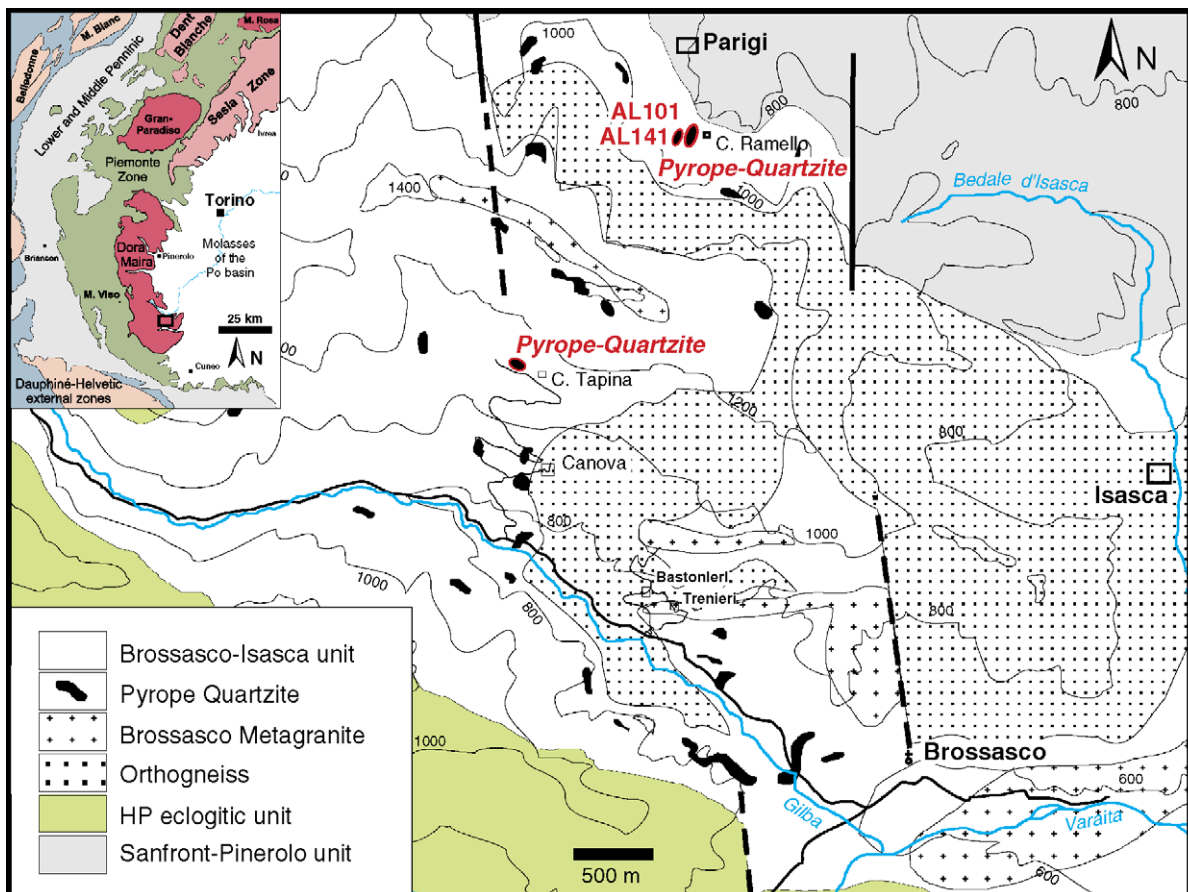 Belledonne
M. Blanc
Dent
Blanche
M. Rosa
Lower and Middle Penninic
Sesia Zone
Gran-
Paradiso
Ivrea
Piemonte
Zone
Torino
Dora
Maira
Pinerolo
Molasses
of the
Po basin
Briancon
M. Viso
25 km
N
Cuneo
Dauphiné-Helvetic
external zones
1000
Parigi
N
800
800
AL101
AL141
C. Ramello
Pyrope-Quartzite
1400
1000
Bedale d'Isasca
Pyrope-Quartzite
C. Tapina
1200
800
Canova
Isasca
800
1000
1000
Bastonieri
Trenieri
800
800
Brossasco-Isasca unit
Pyrope Quartzite
Brossasco Metagranite
Orthogneiss
HP eclogitic unit
Sanfront-Pinerolo unit
1000
Brossasco
600
Gilba
Varaita
500 m
600